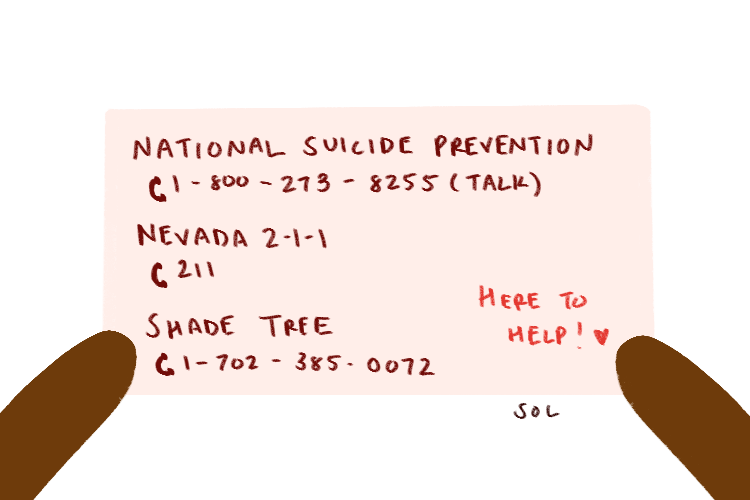 NATIONAL SUICIDE PREVENTION
1-800-273-8255 (TALK)
NEVADA 2-1-1
211
SHADE TREE
1-702-385-0072
HERE TO
HELP! ♥
SOL